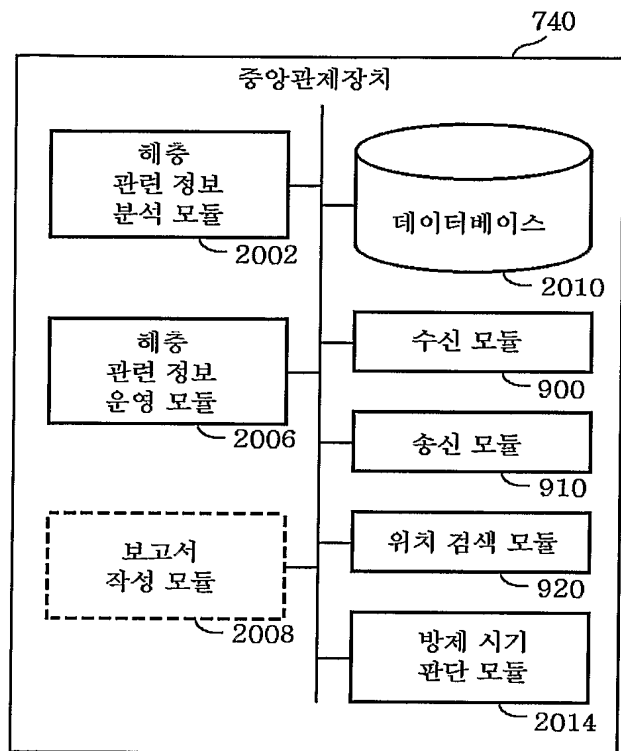 740
중앙관제장치
해충
관련 정보
분석 모듈
2002
데이터베이스
2010
해충
관련 정보
운영 모듈
2006
수신 모듈
900
송신 모듈
910
보고서
작성 모듈
2008
위치 검색 모듈
920
방제 시기
판단 모듈
2014